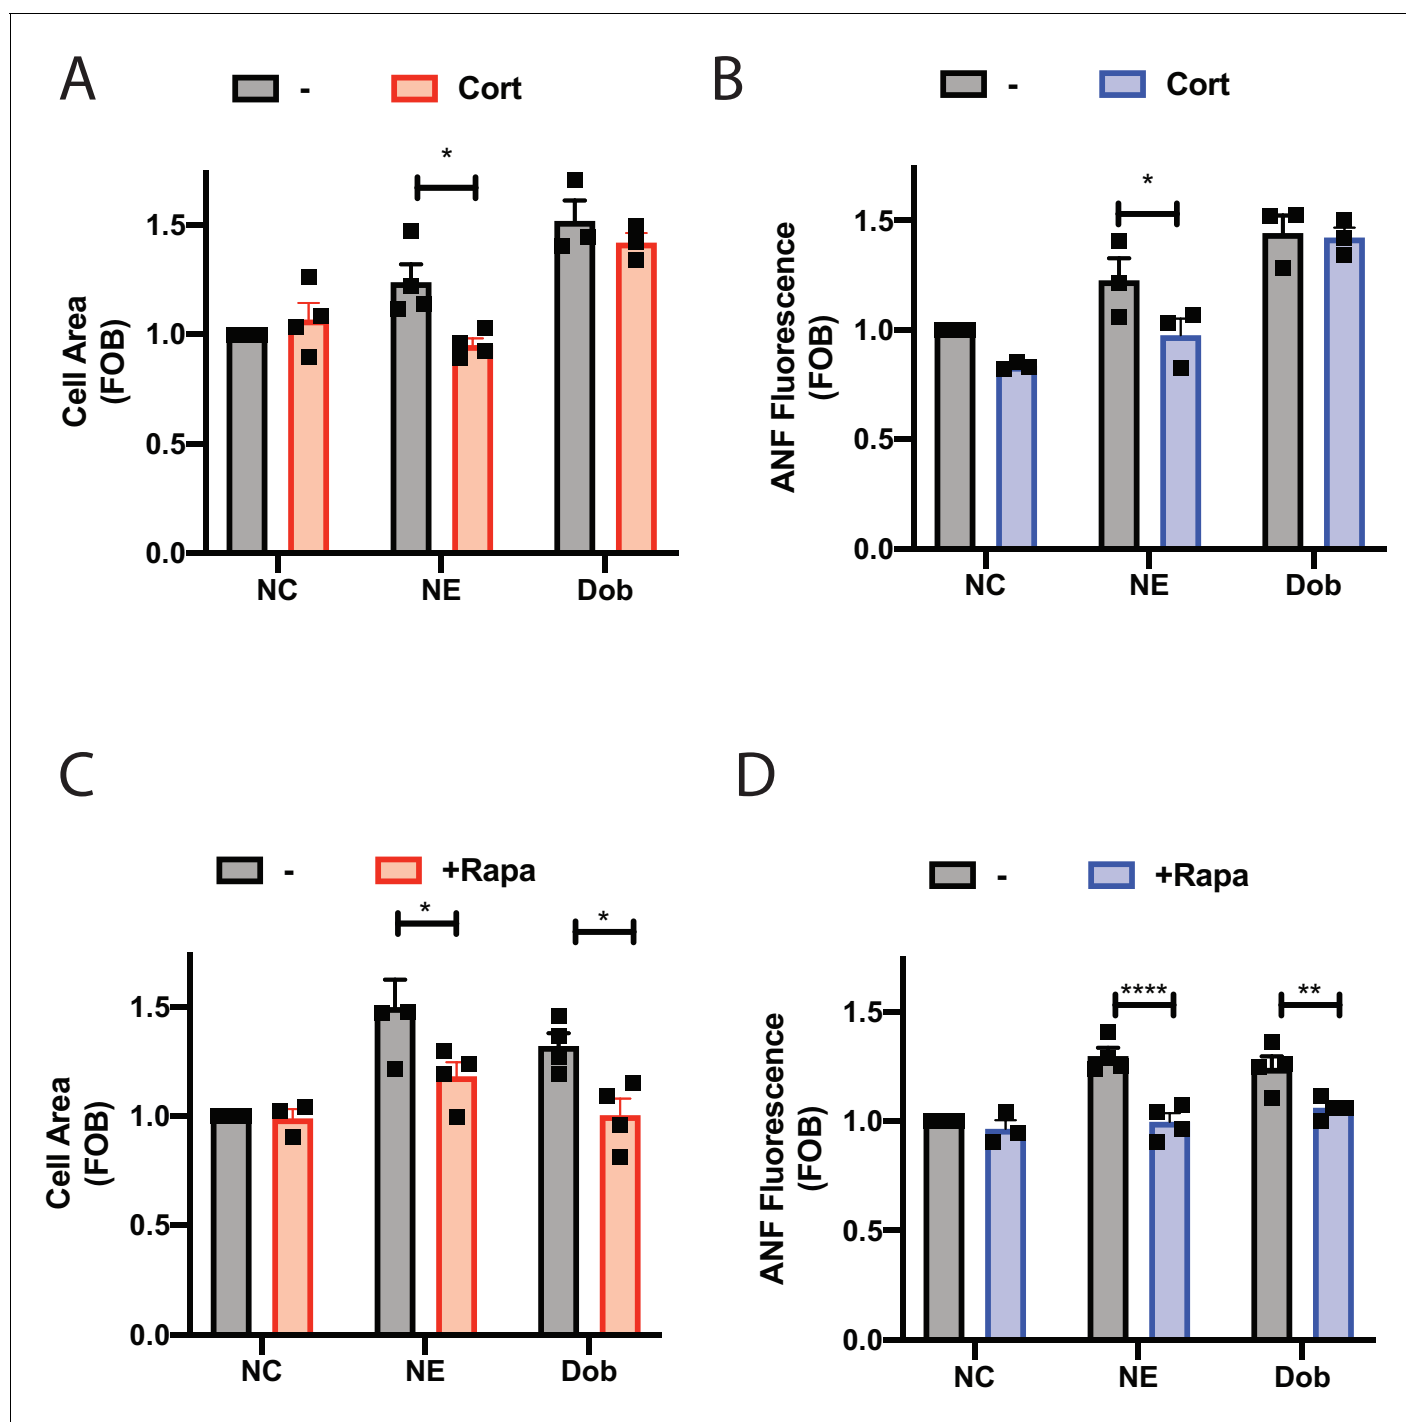 A
- Cort
*
Cell Area
(FOB)
1.5
1.0
0.5
0.0
NC NE Dob
B
- Cort
*
ANF Fluorescence
(FOB)
1.5
1.0
0.5
0.0
NC NE Dob
C
- +Rapa
* *
Cell Area
(FOB)
1.5
1.0
0.5
0.0
NC NE Dob
D
- +Rapa
**** **
ANF Fluorescence
(FOB)
1.5
1.0
0.5
0.0
NC NE Dob